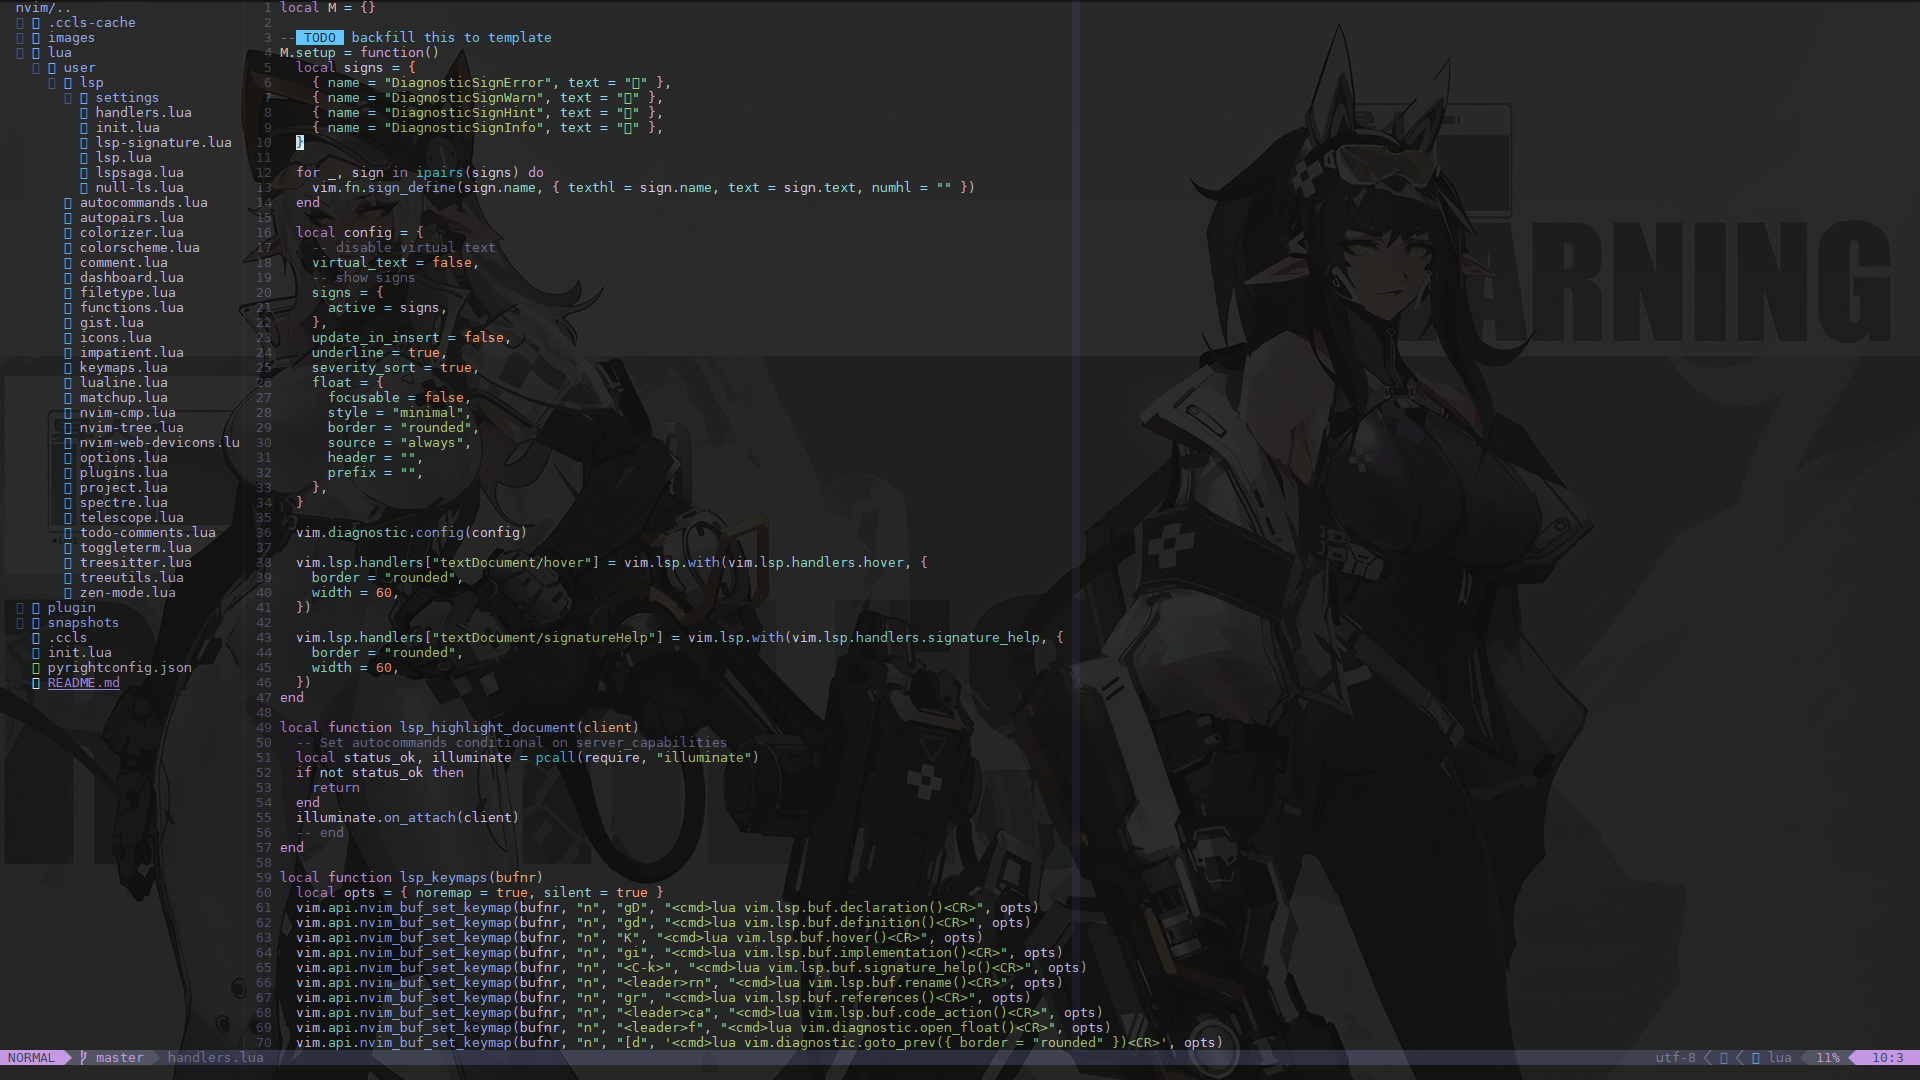 nvim/..
.ccls-cache
images
lua
user
lsp
settings
handlers.lua
init.lua
lsp-signature.lua
lsp.lua
lspsaga.lua
null-ls.lua
autocommands.lua
autopairs.lua
colorizer.lua
colorscheme.lua
comment.lua
dashboard.lua
filetype.lua
functions.lua
gist.lua
icons.lua
impatient.lua
keymaps.lua
lualine.lua
matchup.lua
nvim-cmp.lua
nvim-tree.lua
nvim-web-devicons.lu
options.lua
plugins.lua
project.lua
spectre.lua
telescope.lua
todo-comments.lua
toggleterm.lua
treesitter.lua
treeutils.lua
zen-mode.lua
plugin
snapshots
.ccls
init.lua
pyrightconfig.json
README.md
1 local M = {}
2
3 -- TODO  backfill this to template
4 M.setup = function()
5   local signs = {
6     { name = "DiagnosticSignError", text = "" },
7     { name = "DiagnosticSignWarn", text = "" },
8     { name = "DiagnosticSignHint", text = "" },
9     { name = "DiagnosticSignInfo", text = "" },
10   }
11
12   for _, sign in ipairs(signs) do
13     vim.fn.sign_define(sign.name, { texthl = sign.name, text = sign.text, numhl = "" })
14   end
15
16   local config = {
17     -- disable virtual text
18     virtual_text = false,
19     -- show signs
20     signs = {
21       active = signs,
22     },
23     update_in_insert = false,
24     underline = true,
25     severity_sort = true,
26     float = {
27       focusable = false,
28       style = "minimal",
29       border = "rounded",
30       source = "always",
31       header = "",
32       prefix = "",
33     },
34   }
35
36   vim.diagnostic.config(config)
37
38   vim.lsp.handlers["textDocument/hover"] = vim.lsp.with(vim.lsp.handlers.hover, {
39     border = "rounded",
40     width = 60,
41   })
42
43   vim.lsp.handlers["textDocument/signatureHelp"] = vim.lsp.with(vim.lsp.handlers.signature_help, {
44     border = "rounded",
45     width = 60,
46   })
47 end
48
49 local function lsp_highlight_document(client)
50   -- Set autocommands conditional on server_capabilities
51   local status_ok, illuminate = pcall(require, "illuminate")
52   if not status_ok then
53     return
54   end
55   illuminate.on_attach(client)
56   -- end
57 end
58
59 local function lsp_keymaps(bufnr)
60   local opts = { noremap = true, silent = true }
61   vim.api.nvim_buf_set_keymap(bufnr, "n", "gD", "<cmd>lua vim.lsp.buf.declaration()<CR>", opts)
62   vim.api.nvim_buf_set_keymap(bufnr, "n", "gd", "<cmd>lua vim.lsp.buf.definition()<CR>", opts)
63   vim.api.nvim_buf_set_keymap(bufnr, "n", "K", "<cmd>lua vim.lsp.buf.hover()<CR>", opts)
64   vim.api.nvim_buf_set_keymap(bufnr, "n", "gi", "<cmd>lua vim.lsp.buf.implementation()<CR>", opts)
65   vim.api.nvim_buf_set_keymap(bufnr, "n", "<C-k>", "<cmd>lua vim.lsp.buf.signature_help()<CR>", opts)
66   vim.api.nvim_buf_set_keymap(bufnr, "n", "<leader>rn", "<cmd>lua vim.lsp.buf.rename()<CR>", opts)
67   vim.api.nvim_buf_set_keymap(bufnr, "n", "gr", "<cmd>lua vim.lsp.buf.references()<CR>", opts)
68   vim.api.nvim_buf_set_keymap(bufnr, "n", "<leader>ca", "<cmd>lua vim.lsp.buf.code_action()<CR>", opts)
69   vim.api.nvim_buf_set_keymap(bufnr, "n", "<leader>f", "<cmd>lua vim.diagnostic.open_float()<CR>", opts)
70   vim.api.nvim_buf_set_keymap(bufnr, "n", "[d", '<cmd>lua vim.diagnostic.goto_prev({ border = "rounded" })<CR>', opts)
ARNING
NORMAL master handlers.lua utf-8 lua 11% 10:3